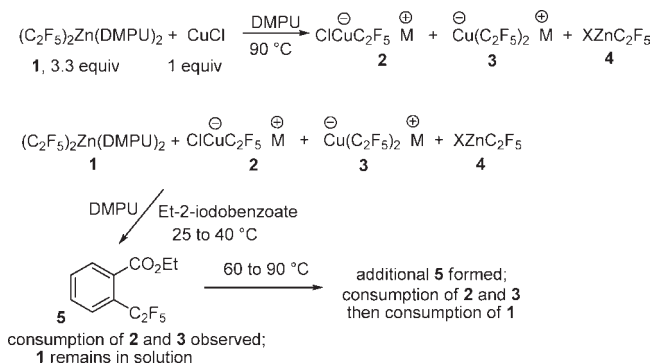 (C2F5)2Zn(DMPU)2 + CuCl DMPU 90 °C ClCuC2F5 ⊖ M ⊕ + ⊖ Cu(C2F5)2 M ⊕ + XZnC2F5
1, 3.3 equiv 1 equiv 2 3 4
(C2F5)2Zn(DMPU)2 + ClCuC2F5 ⊖ M ⊕ + ⊖ Cu(C2F5)2 M ⊕ + XZnC2F5
1 2 3 4
DMPU Et-2-iodobenzoate
25 to 40 °C
CO2Et
C2F5
5
60 to 90 °C
consumption of 2 and 3 observed;
1 remains in solution
additional 5 formed;
consumption of 2 and 3
then consumption of 1